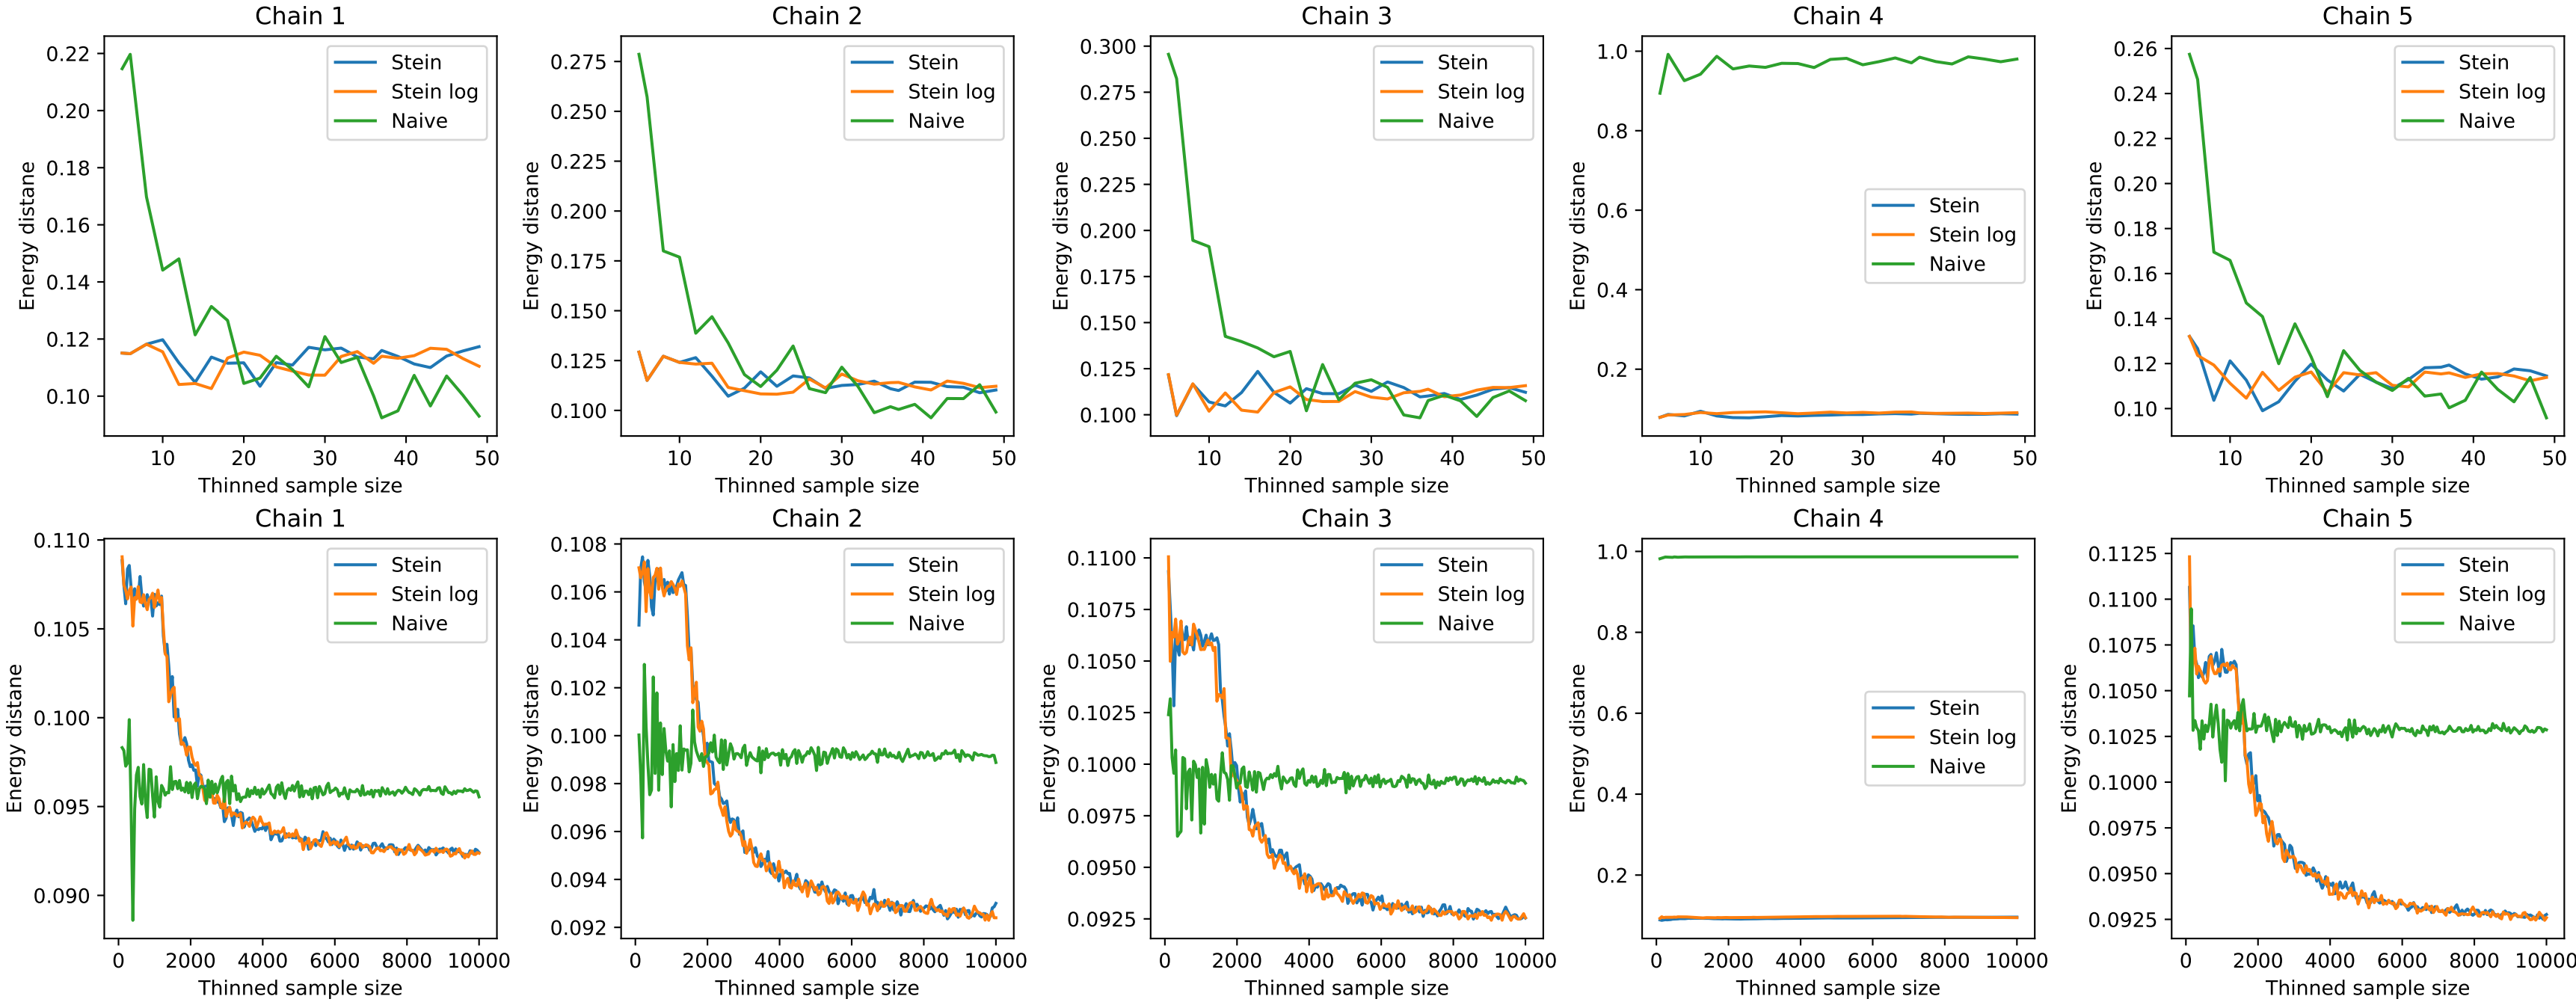 Chain 1
0.22
0.20
0.18
0.16
0.14
0.12
0.10
Energy distane
Stein
Stein log
Naive
10 20 30 40 50
Thinned sample size
Chain 2
0.275
0.250
0.225
0.200
0.175
0.150
0.125
0.100
Energy distane
Stein
Stein log
Naive
10 20 30 40 50
Thinned sample size
Chain 3
0.300
0.275
0.250
0.225
0.200
0.175
0.150
0.125
0.100
Energy distane
Stein
Stein log
Naive
10 20 30 40 50
Thinned sample size
Chain 4
1.0
0.8
0.6
0.4
0.2
Energy distane
Stein
Stein log
Naive
10 20 30 40 50
Thinned sample size
Chain 5
0.26
0.24
0.22
0.20
0.18
0.16
0.14
0.12
0.10
Energy distane
Stein
Stein log
Naive
10 20 30 40 50
Thinned sample size
Chain 1
0.110
0.105
0.100
0.095
0.090
Energy distane
Stein
Stein log
Naive
0 2000 4000 6000 8000 10000
Thinned sample size
Chain 2
0.108
0.106
0.104
0.102
0.100
0.098
0.096
0.094
0.092
Energy distane
Stein
Stein log
Naive
0 2000 4000 6000 8000 10000
Thinned sample size
Chain 3
0.1100
0.1075
0.1050
0.1025
0.1000
0.0975
0.0950
0.0925
Energy distane
Stein
Stein log
Naive
0 2000 4000 6000 8000 10000
Thinned sample size
Chain 4
1.0
0.8
0.6
0.4
0.2
Energy distane
Stein
Stein log
Naive
0 2000 4000 6000 8000 10000
Thinned sample size
Chain 5
0.1125
0.1100
0.1075
0.1050
0.1025
0.1000
0.0975
0.0950
0.0925
Energy distane
Stein
Stein log
Naive
0 2000 4000 6000 8000 10000
Thinned sample size